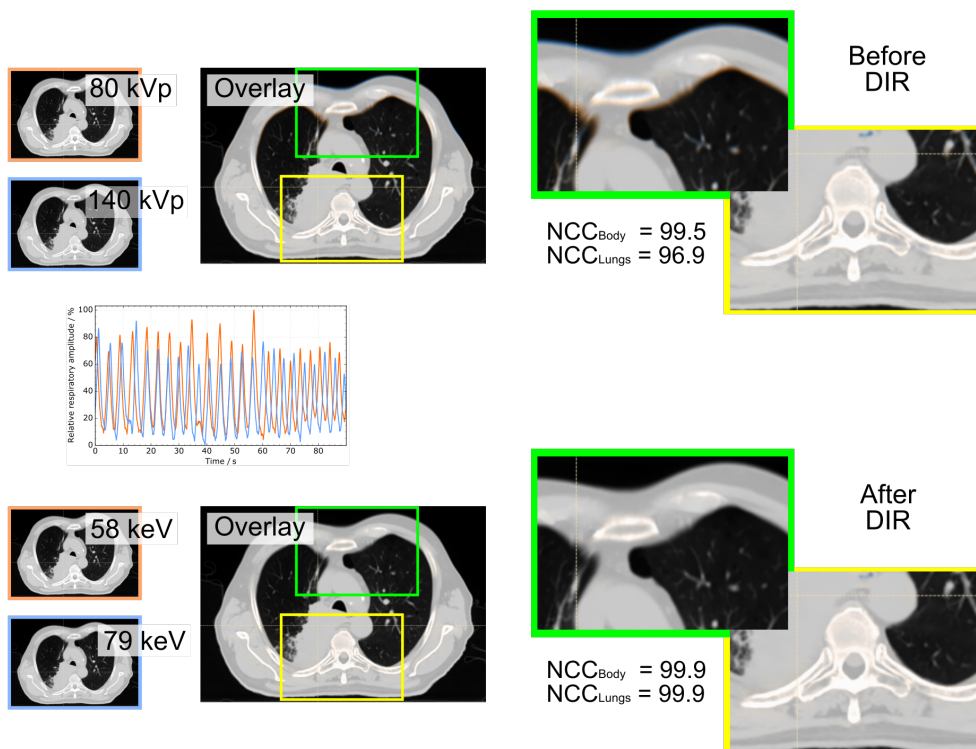 80 kVp
Overlay
Before
DIR
140 kVp
NCCBody = 99.5
NCCLungs = 96.9
Relative respiratory amplitude / %
100
80
60
40
20
0
0 10 20 30 40 50 60 70 80
Time / s
58 keV
Overlay
After
DIR
79 keV
NCCBody = 99.9
NCCLungs = 99.9